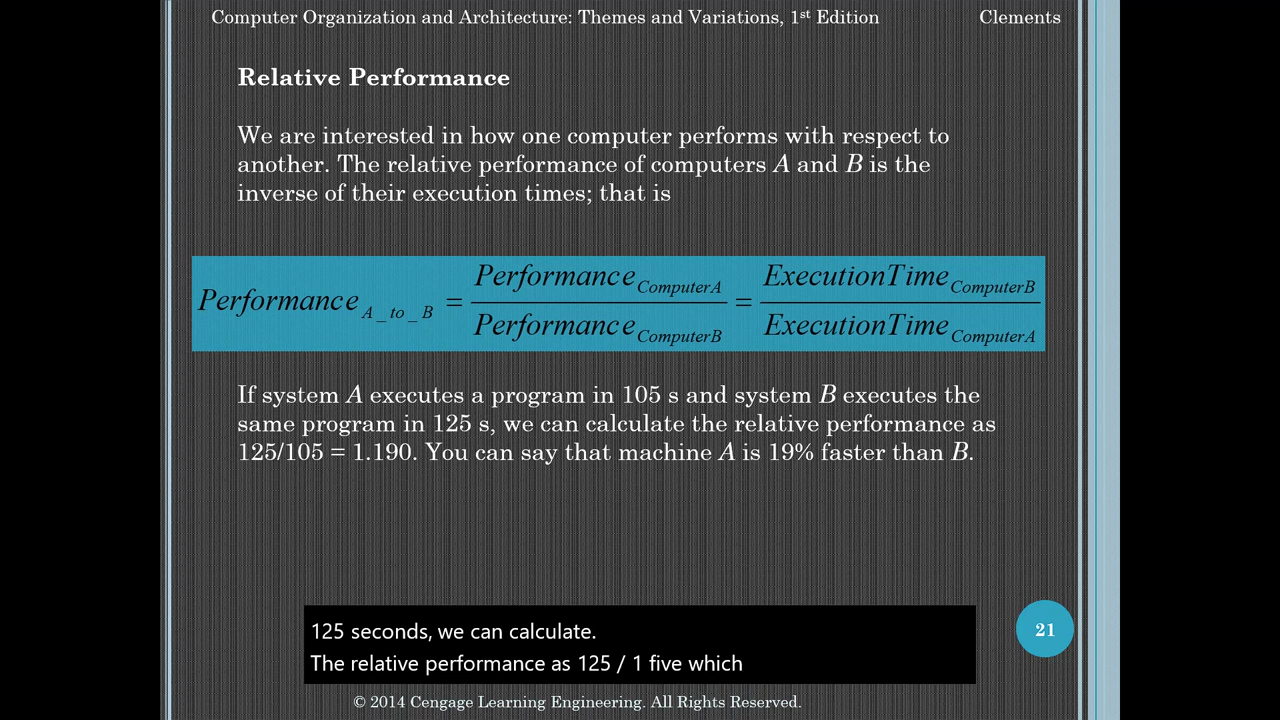 Computer Organization and Architecture: Themes and Variations, 1st Edition Clements
Relative Performance
We are interested in how one computer performs with respect to
another. The relative performance of computers A and B is the
inverse of their execution times; that is
Performance A_to_B = Performance ComputerA / Performance ComputerB = ExecutionTime ComputerB / ExecutionTime ComputerA
If system A executes a program in 105 s and system B executes the
same program in 125 s, we can calculate the relative performance as
125/105 = 1.190. You can say that machine A is 19% faster than B.
125 seconds, we can calculate.
The relative performance as 125 / 1 five which
21
© 2014 Cengage Learning Engineering. All Rights Reserved.